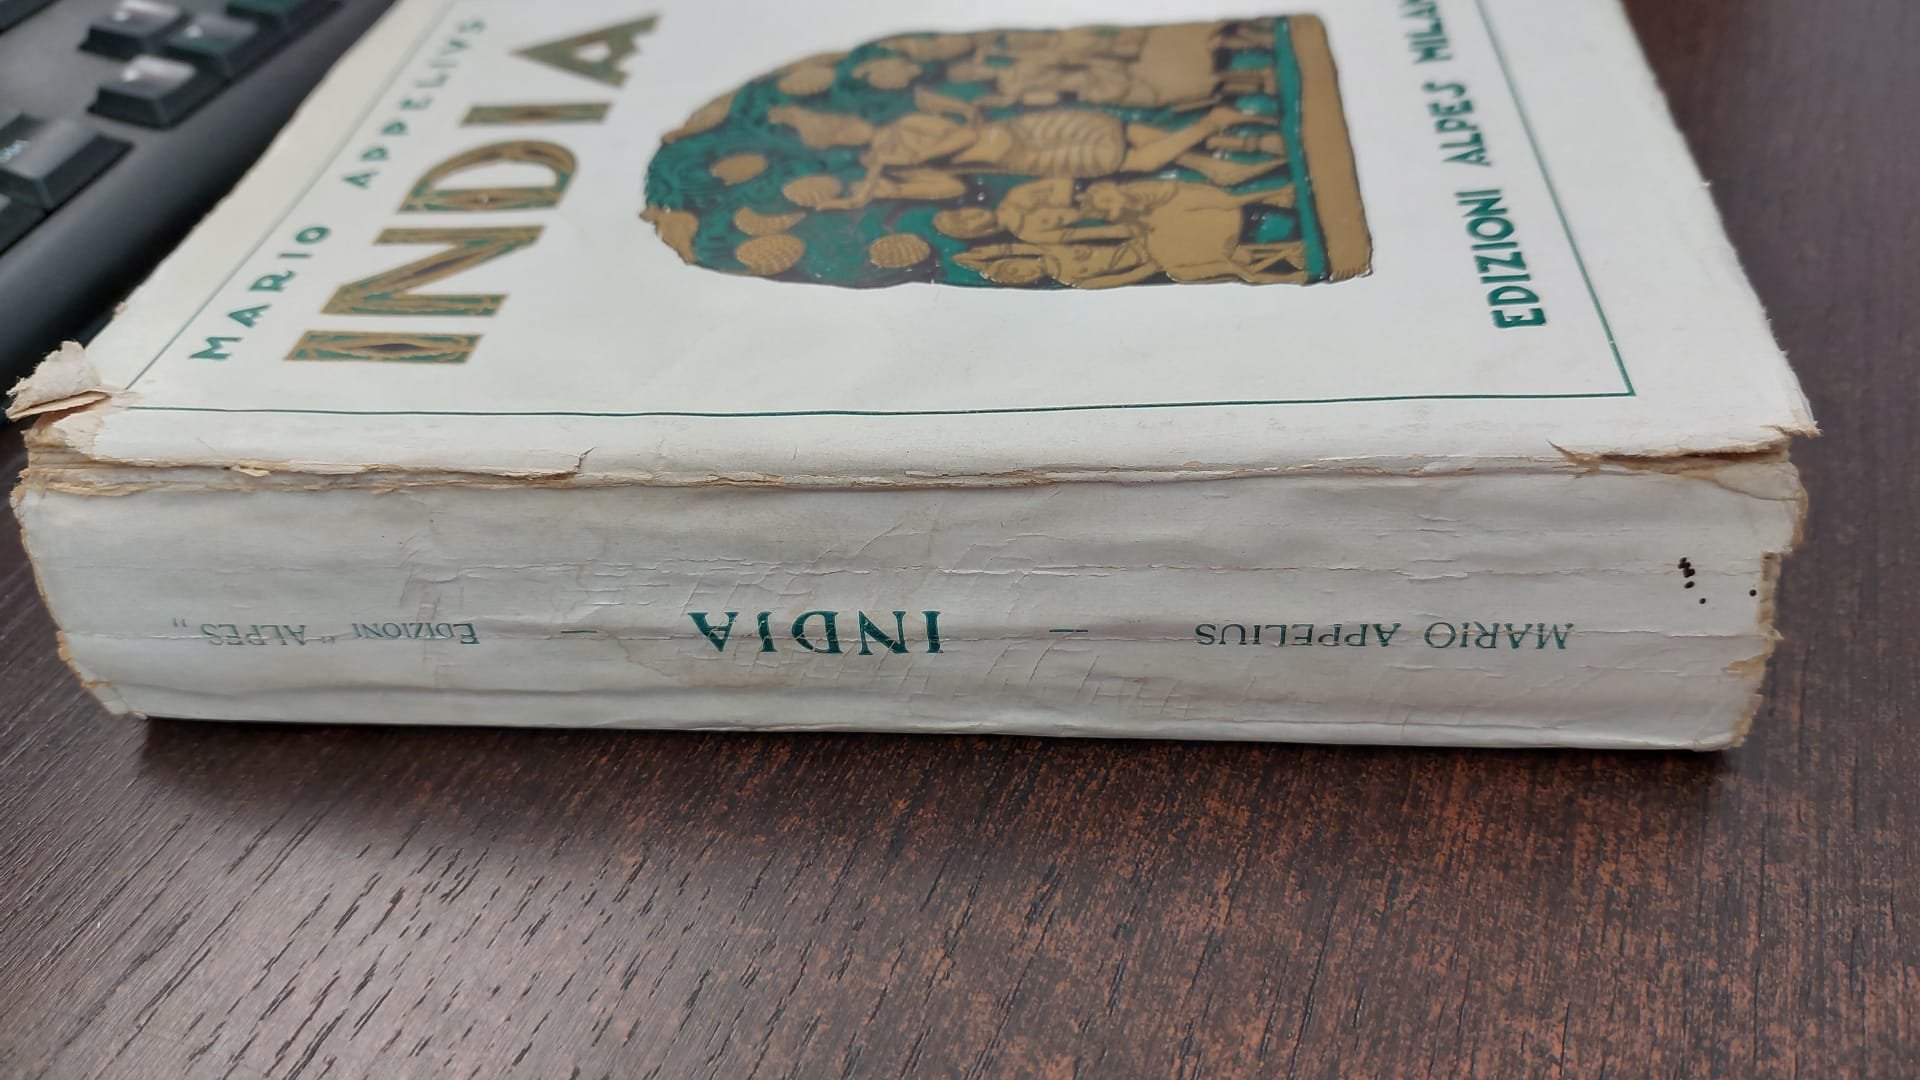 MARIO APPELIVS
INDIA
EDIZIONI ALPES MILAN
MARIO APPELIUS — INDIA — EDIZIONI "ALPES„